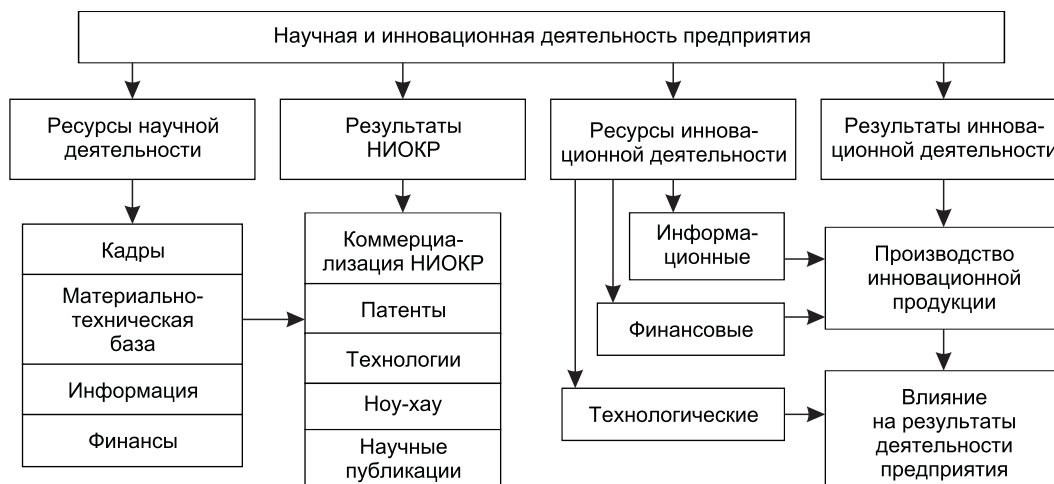 Научная и инновационная деятельность предприятия
Ресурсы научной
деятельности
Результаты
НИОКР
Ресурсы иннова-
ционной деятельности
Результаты иннова-
ционной деятельности
Кадры
Материально-
техническая
база
Информация
Финансы
Коммерциа-
лизация НИОКР
Патенты
Технологии
Ноу-хау
Научные
публикации
Информа-
ционные
Финансовые
Технологические
Производство
инновационной
продукции
Влияние
на результаты
деятельности
предприятия